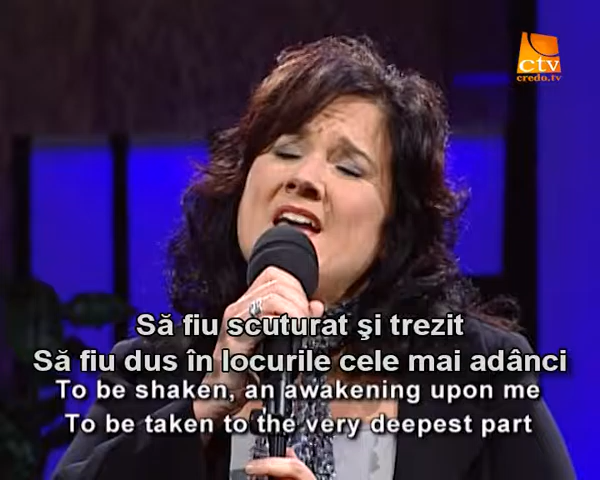 ctv
credo.tv
Să fiu scuturat şi trezit
Să fiu dus în locurile cele mai adânci
To be shaken, an awakening upon me
To be taken to the very deepest part